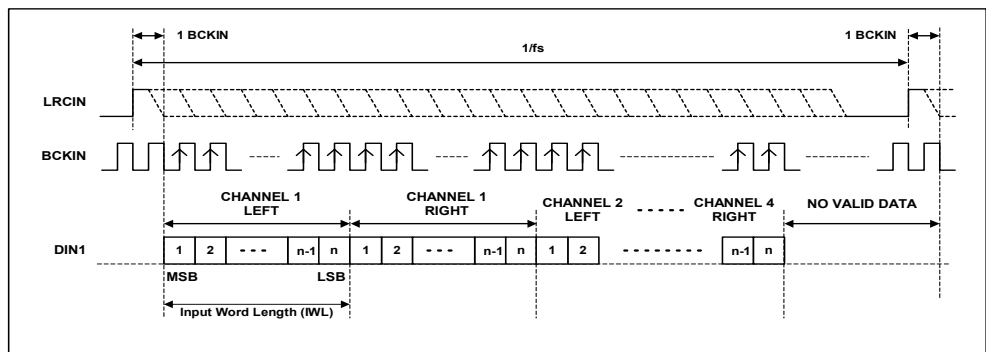 1 BCKIN
1 BCKIN
1/fs
LRCIN
BCKIN
CHANNEL 1
LEFT
CHANNEL 1
RIGHT
CHANNEL 2
LEFT
CHANNEL 4
RIGHT
NO VALID DATA
DIN1
1 2 n-1 n 1 2 n-1 n 1 2 n-1 n
MSB LSB
Input Word Length (IWL)